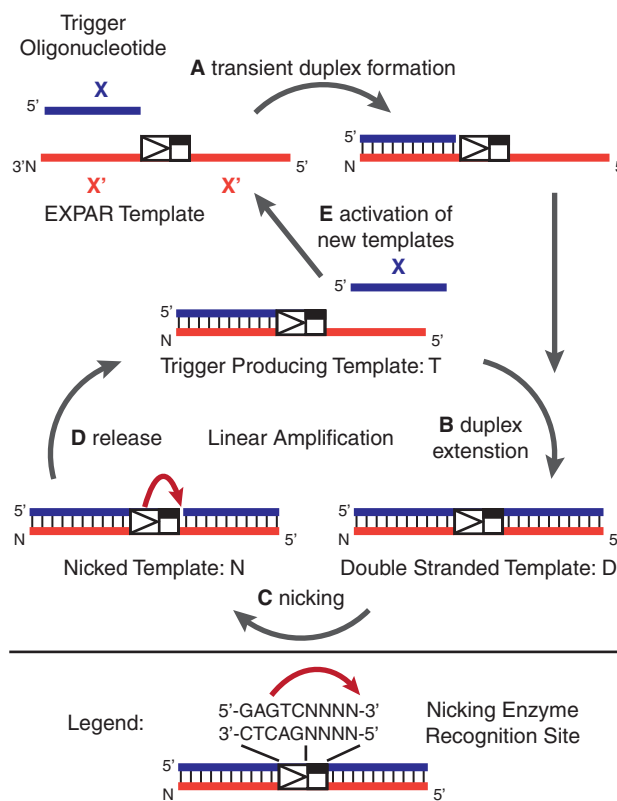 Trigger
Oligonucleotide
X
5'
A transient duplex formation
3'N
5'
X'
X'
EXPAR Template
5'
N
5'
E activation of
new templates
X
5'
5'
N
5'
Trigger Producing Template: T
D release
Linear Amplification
B duplex
extenstion
5'
N
5'
Nicked Template: N
5'
N
5'
Double Stranded Template: D
C nicking
Legend:
5'-GAGTCNNNN-3'
3'-CTCAGNNNN-5'
Nicking Enzyme
Recognition Site
5'
N
5'